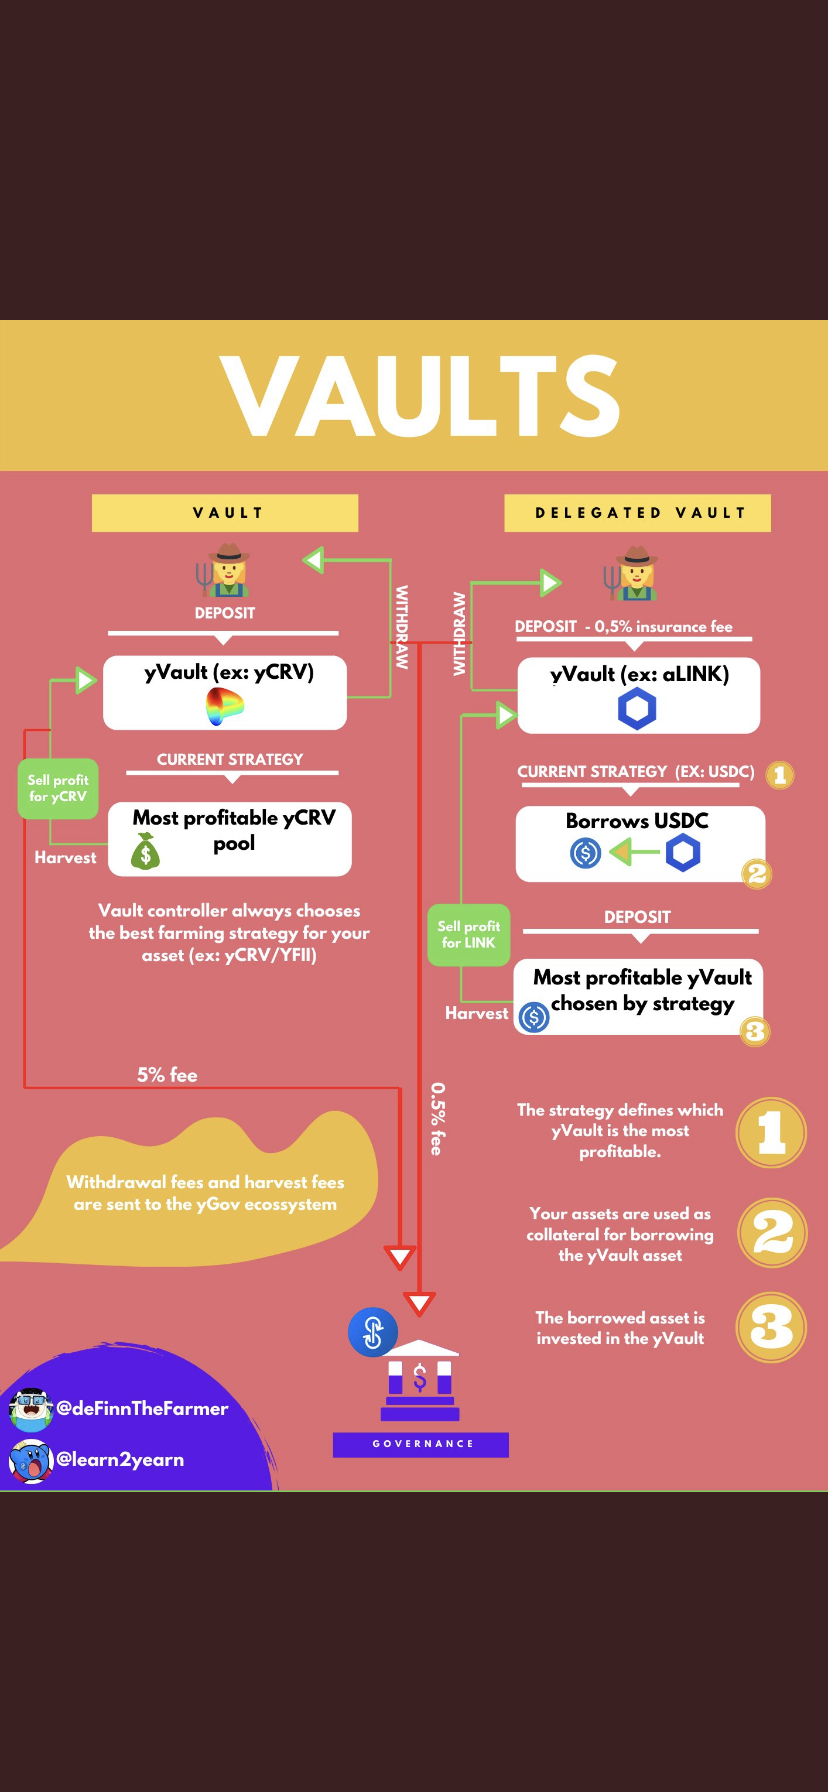 VAULTS
VAULT
DEPOSIT
WITHDRAW
yVault (ex: yCRV)
CURRENT STRATEGY
Sell profit
for yCRV
Most profitable yCRV
pool
$
Harvest
Vault controller always chooses
the best farming strategy for your
asset (ex: yCRV/YFII)
5% fee
Withdrawal fees and harvest fees
are sent to the yGov ecossystem
DELEGATED VAULT
WITHDRAW
DEPOSIT - 0,5% insurance fee
yVault (ex: aLINK)
CURRENT STRATEGY (EX: USDC)
1
Borrows USDC
$
2
DEPOSIT
Sell profit
for LINK
Most profitable yVault
chosen by strategy
$
3
Harvest
0.5% fee
The strategy defines which
yVault is the most
profitable.
1
Your assets are used as
collateral for borrowing
the yVault asset
2
The borrowed asset is
invested in the yVault
3
$
GOVERNANCE
@deFinnTheFarmer
@learn2yearn